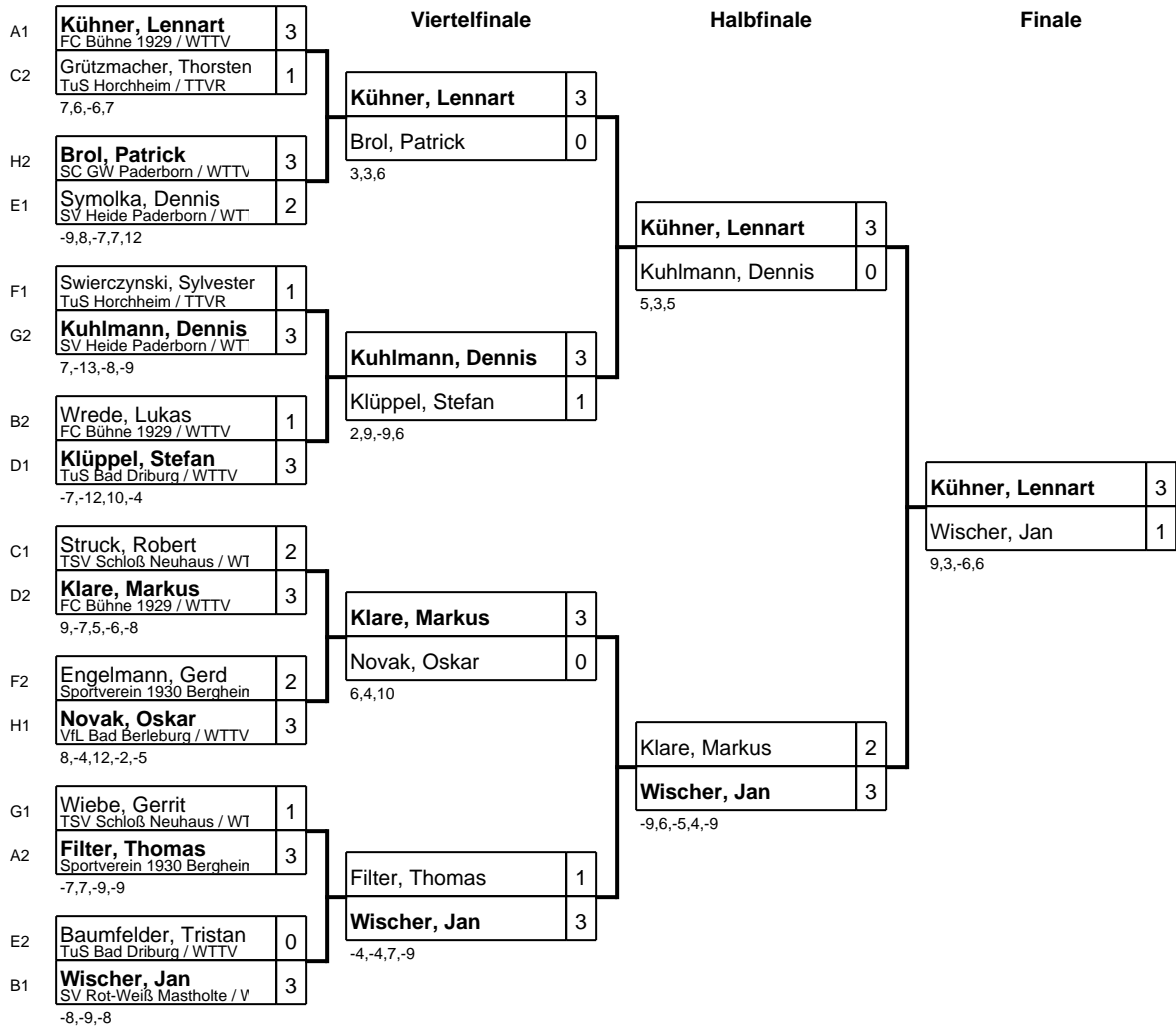 Viertelfinale
Halbfinale
Finale
A1
Kühner, Lennart 3
FC Bühne 1929 / WTTV
C2
Grützmacher, Thorsten 1
TuS Horchheim / TTVR
7,6,-6,7
H2
Brol, Patrick 3
SC GW Paderborn / WTTV
E1
Symolka, Dennis 2
SV Heide Paderborn / WT
-9,8,-7,7,12
F1
Swierczynski, Sylvester 1
TuS Horchheim / TTVR
G2
Kuhlmann, Dennis 3
SV Heide Paderborn / WT
7,-13,-8,-9
B2
Wrede, Lukas 1
FC Bühne 1929 / WTTV
D1
Klüppel, Stefan 3
TuS Bad Driburg / WTTV
-7,-12,10,-4
C1
Struck, Robert 2
TSV Schloß Neuhaus / WT
D2
Klare, Markus 3
FC Bühne 1929 / WTTV
9,-7,5,-6,-8
F2
Engelmann, Gerd 2
Sportverein 1930 Bergheim
H1
Novak, Oskar 3
VfL Bad Berleburg / WTTV
8,-4,12,-2,-5
G1
Wiebe, Gerrit 1
TSV Schloß Neuhaus / WT
A2
Filter, Thomas 3
Sportverein 1930 Bergheim
-7,7,-9,-9
E2
Baumfelder, Tristan 0
TuS Bad Driburg / WTTV
B1
Wischer, Jan 3
SV Rot-Weiß Mastholte /
-8,-9,-8
Kühner, Lennart 3
Brol, Patrick 0
3,3,6
Kuhlmann, Dennis 3
Klüppel, Stefan 1
2,9,-9,6
Klare, Markus 3
Novak, Oskar 0
6,4,10
Filter, Thomas 1
Wischer, Jan 3
-4,-4,7,-9
Kühner, Lennart 3
Kuhlmann, Dennis 0
5,3,5
Klare, Markus 2
Wischer, Jan 3
-9,6,-5,4,-9
Kühner, Lennart 3
Wischer, Jan 1
9,3,-6,6